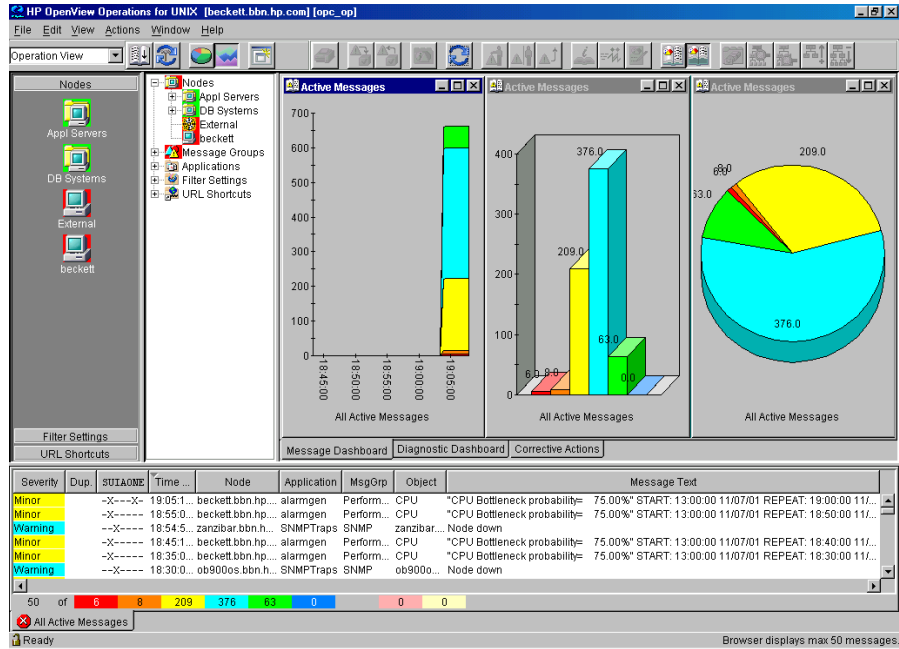 HP OpenView Operations for UNIX [beckett.bbn.hp.com] [opc_op]
File Edit View Actions Window Help
Operation View
Nodes
Appl Servers
DB Systems
External
beckett
Filter Settings
URL Shortcuts
Nodes
Appl Servers
DB Systems
External
beckett
Message Groups
Applications
Filter Settings
URL Shortcuts
Active Messages
700
600
500
400
300
200
100
0
18:45:00
18:50:00
18:55:00
19:00:00
19:05:00
All Active Messages
Active Messages
400
300
200
100
0
6.0
8.0
209.0
376.0
63.0
0.0
All Active Messages
Active Messages
209.0
8.0
63.0
376.0
All Active Messages
Message Dashboard Diagnostic Dashboard Corrective Actions
Severity Dup. SUIAONE Time ... Node Application MsgGrp Object Message Text
Minor -X---X- 19:05:1... beckett.bbn.hp.... alarmgen Perform... CPU "CPU Bottleneck probability= 75.00%" START: 13:00:00 11/07/01 REPEAT: 19:00:00 11/...
Minor -X----- 18:55:0... beckett.bbn.hp.... alarmgen Perform... CPU "CPU Bottleneck probability= 75.00%" START: 13:00:00 11/07/01 REPEAT: 18:50:00 11/...
Warning --X---- 18:54:5... zanzibar.bbn.h... SNMPTraps SNMP zanzibar.... Node down
Minor -X----- 18:45:1... beckett.bbn.hp.... alarmgen Perform... CPU "CPU Bottleneck probability= 75.00%" START: 13:00:00 11/07/01 REPEAT: 18:40:00 11/...
Minor -X----- 18:35:0... beckett.bbn.hp.... alarmgen Perform... CPU "CPU Bottleneck probability= 75.00%" START: 13:00:00 11/07/01 REPEAT: 18:30:00 11/...
Warning --X---- 18:30:0... ob900os.bbn.h... SNMPTraps SNMP ob900o... Node down
50 of 6 8 209 376 63 0 0 0
All Active Messages
Ready Browser displays max 50 messages.